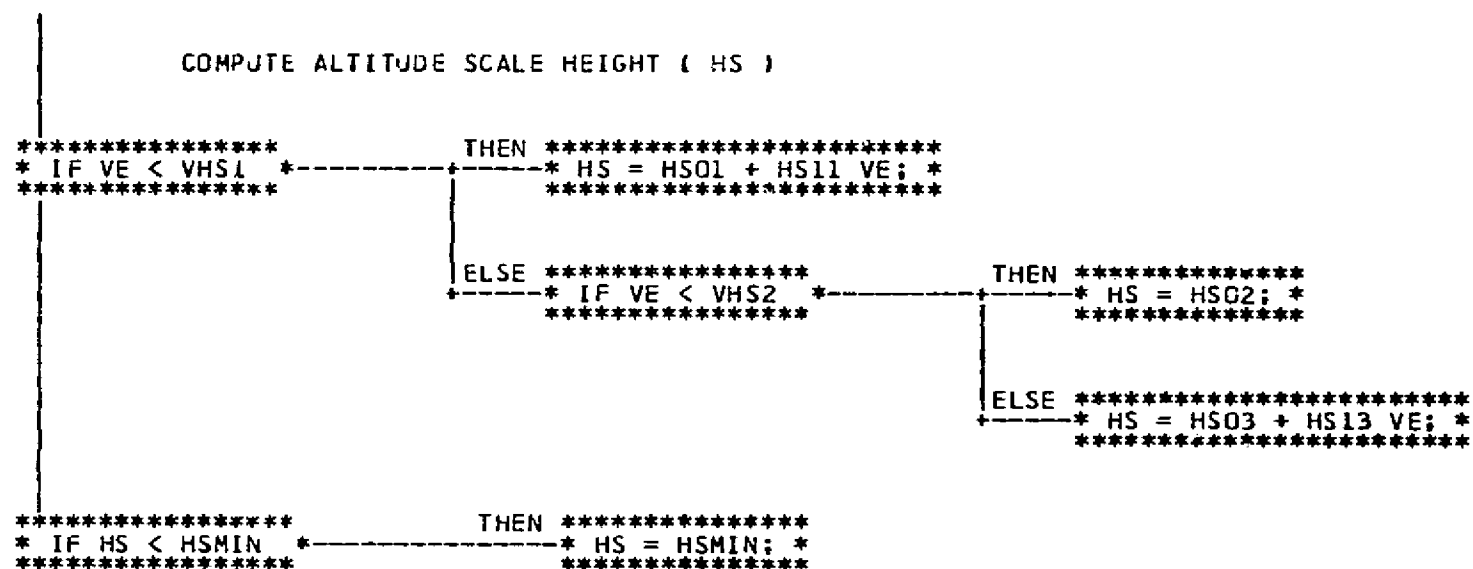 COMPUTE ALTITUDE SCALE HEIGHT ( HS )
**************** THEN ************************
* IF VE < VHS1 *-----------+------* HS = HS01 + HS11 VE; *
**************** ************************
ELSE ****************
+------* IF VE < VHS2 *-----------+------* HS = HS02; *
**************** THEN **************
ELSE ************************
+------* HS = HS03 + HS13 VE; *
************************
***************** THEN ***************
* IF HS < HSMIN *-------------------* HS = HSMIN; *
***************** ***************